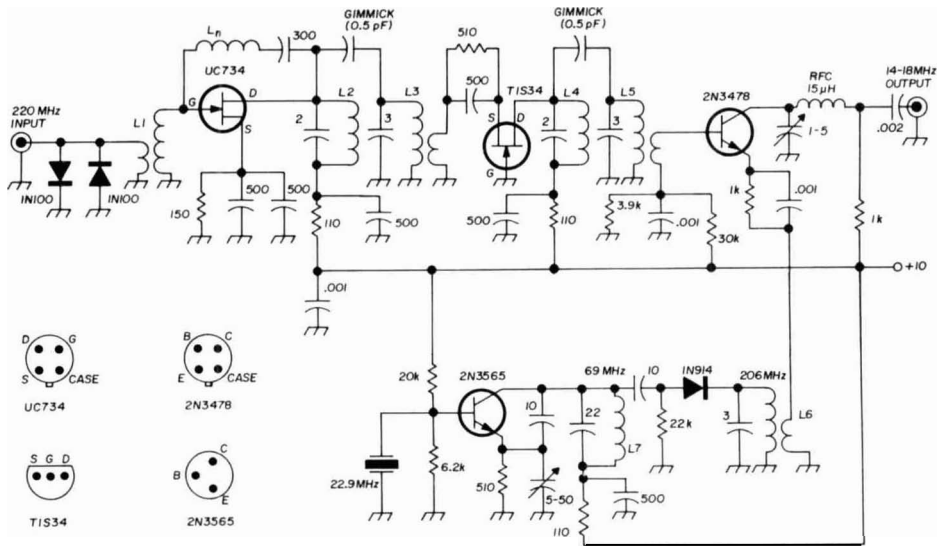 GIMMICK
(0.5 pF)
GIMMICK
(0.5 pF)
Ln
300
510
UC734
500
TIS34
RFC
15 μH
14-18MHz
OUTPUT
220 MHz
INPUT
L1
G
D
S
2
L2
3
L3
S
D
G
2
L4
3
L5
2N3478
1-5
.002
1N100
1N100
150
500
500
110
500
500
110
3.9k
.001
30k
1k
.001
1k
+10
.001
D
G
S
CASE
UC734
B
C
E
CASE
2N3478
20k
2N3565
10
69 MHz
22
L7
10
1N914
22k
206MHz
3
L6
22.9MHz
6.2k
510
5-50
500
110
S G D
TIS34
C
B
E
2N3565